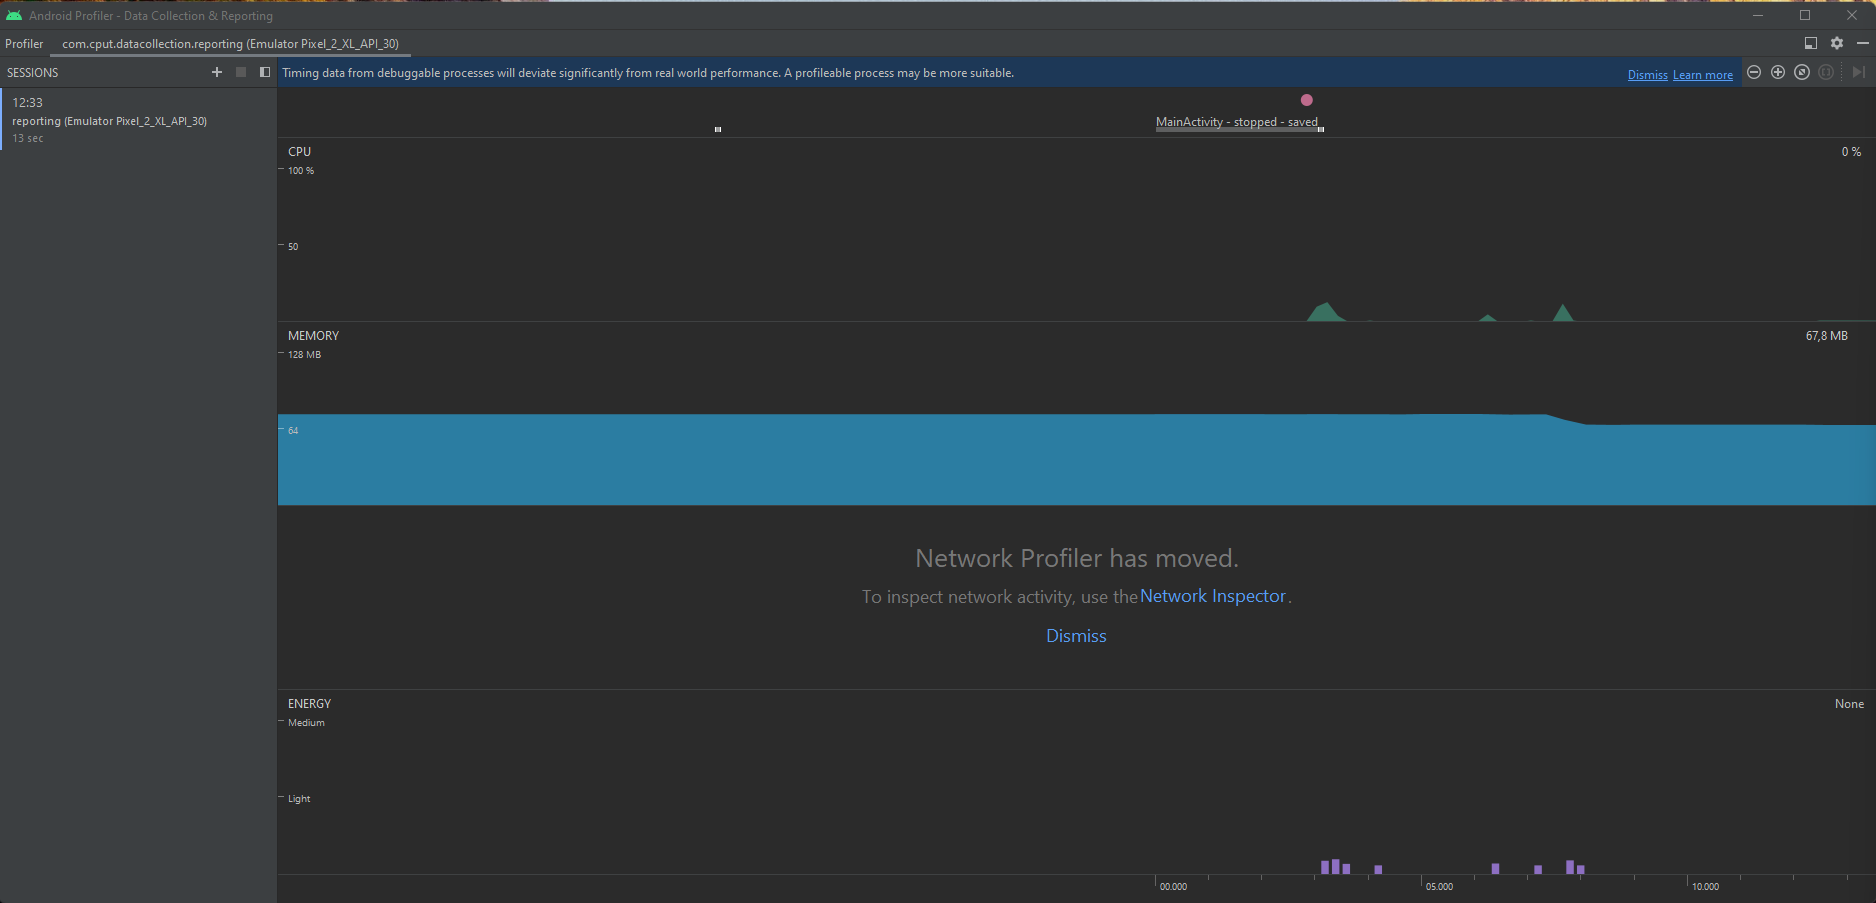 Android Profiler - Data Collection & Reporting
Profiler com.cput.datacollection.reporting (Emulator Pixel_2_XL_API_30)
SESSIONS
Timing data from debuggable processes will deviate significantly from real world performance. A profileable process may be more suitable. Dismiss Learn more
12:33
reporting (Emulator Pixel_2_XL_API_30)
13 sec
MainActivity - stopped - saved
CPU 0 %
100 %
50
MEMORY 67,8 MB
128 MB
64
Network Profiler has moved.
To inspect network activity, use the Network Inspector.
Dismiss
ENERGY None
Medium
Light
00.000 05.000 10.000